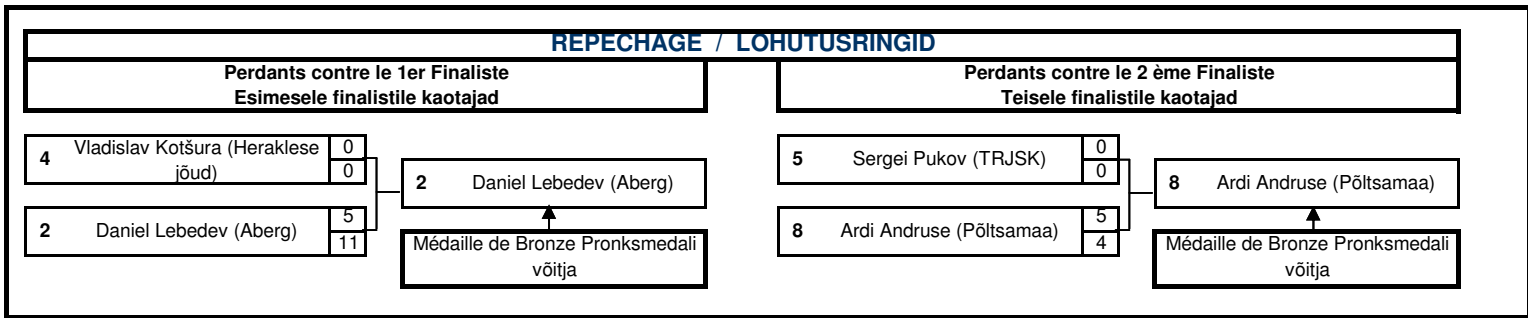 REPECHAGE / LOHUTUSRINGID
Perdants contre le 1er Finaliste
Esimesele finalistile kaotajad
Perdants contre le 2 ème Finaliste
Teisele finalistile kaotajad
4 Vladislav Kotšura (Heraklese jõud) 0 0
2 Daniel Lebedev (Aberg) 5 11
2 Daniel Lebedev (Aberg)
Médaille de Bronze Pronksmedali
võitja
5 Sergei Pukov (TRJSK) 0 0
8 Ardi Andruse (Põltsamaa) 5 4
8 Ardi Andruse (Põltsamaa)
Médaille de Bronze Pronksmedali
võitja